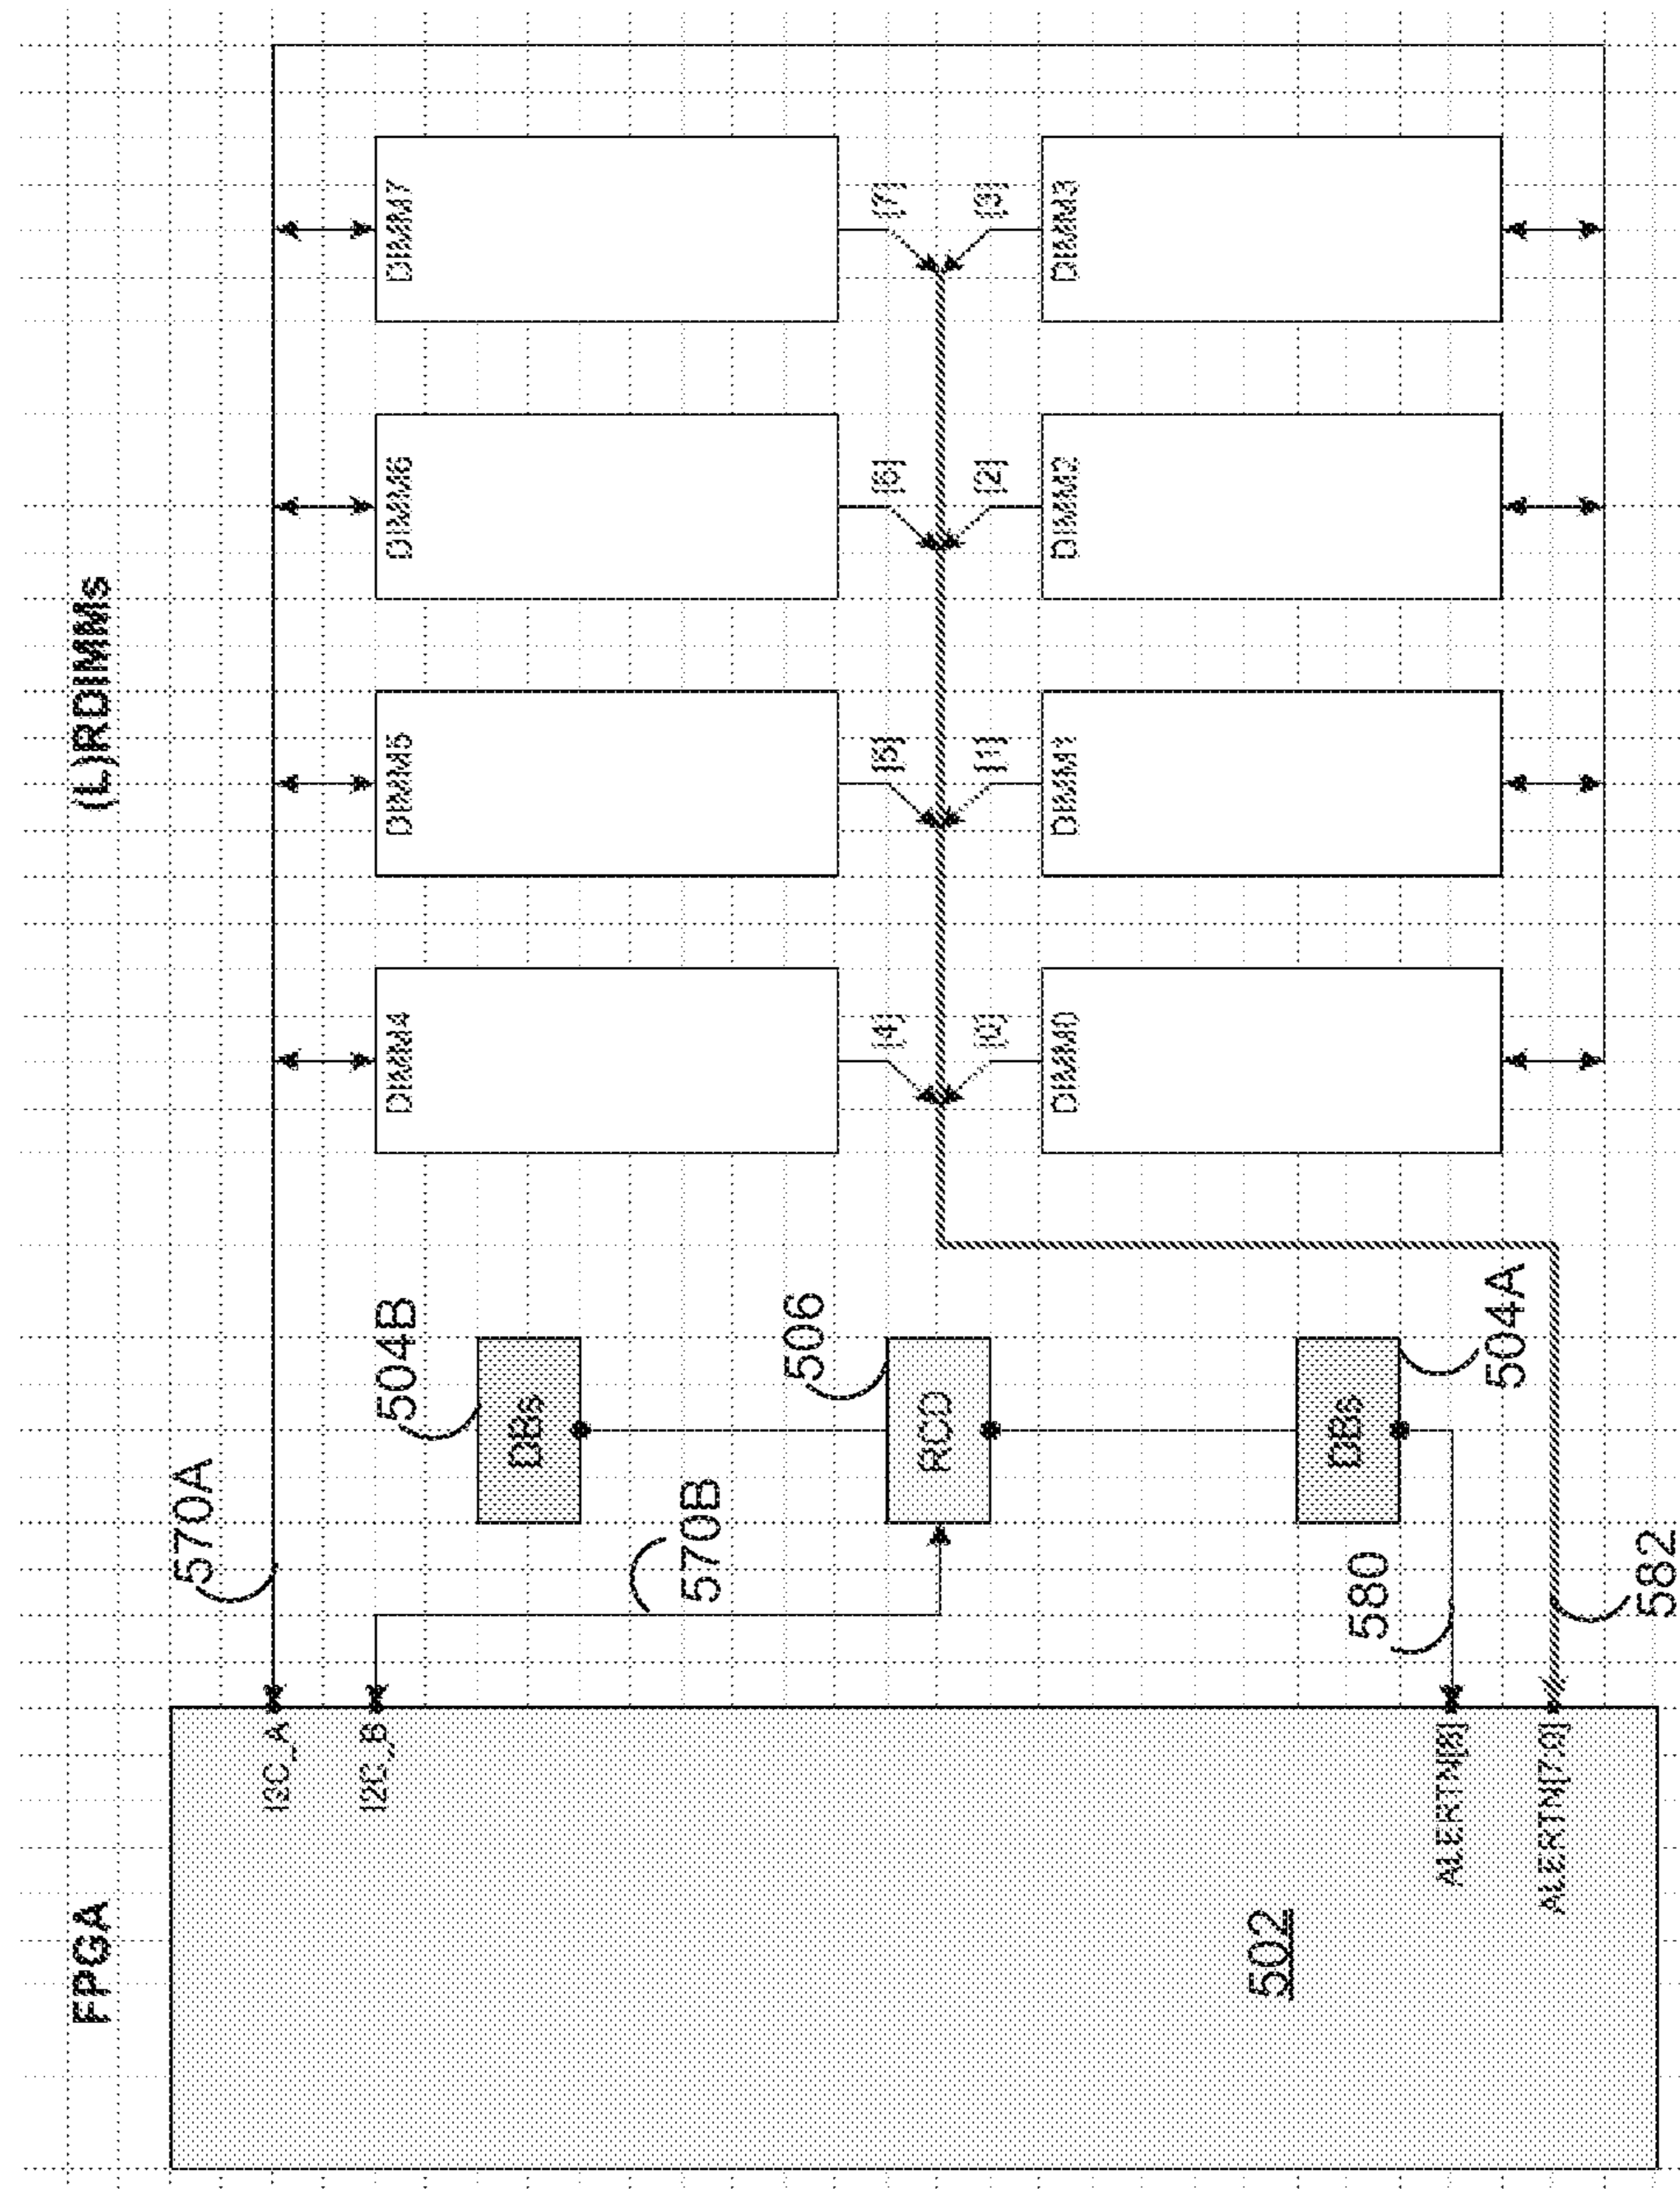 FPGA
(L)RDIMMs
570A
I2C_A
I2C_B
504B
DIMM4
DIMM5
DIMM6
DIMM7
DBs
570B
506
[4]
[5]
[6]
[7]
RCD
[0]
[1]
[2]
[3]
DIMM0
DIMM1
DIMM2
DIMM3
502
DBs
580
ALERTN[8]
504A
ALERTN[7:0]
582